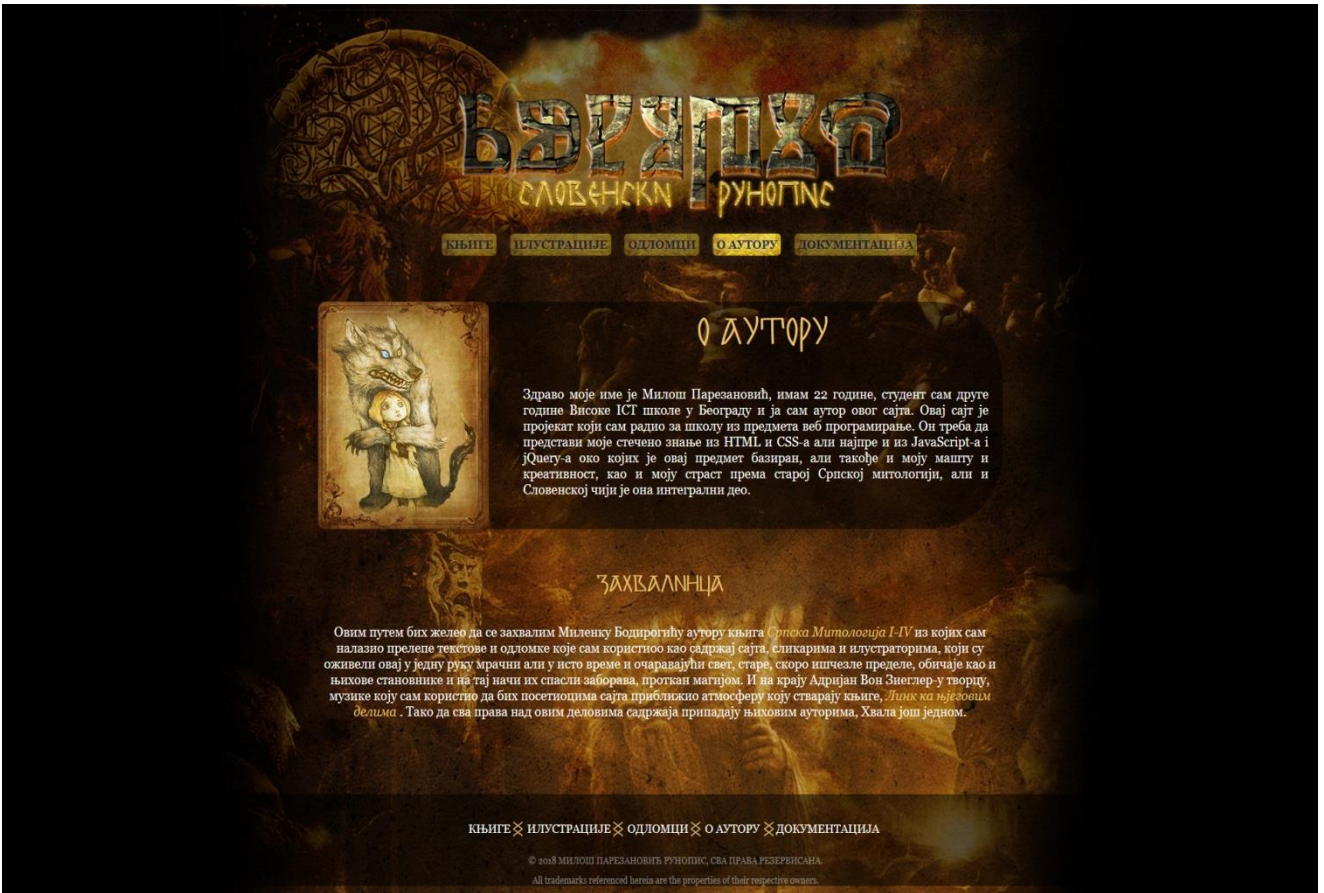 СЛОВЕНСКИ РУНОПИС
КЊИГЕ ИЛУСТРАЦИЈЕ ОДЛОМЦИ О АУТОРУ ДОКУМЕНТАЦИЈА
О АУТОРУ
Здраво моје име је Милош Парезановић, имам 22 године, студент сам друге
године Високе ICT школе у Београду и ја сам аутор овог сајта. Овај сајт је
пројекат који сам радио за школу из предмета веб програмирање. Он треба да
представи моје стечено знање из HTML и CSS-a али најпре и из JavaScript-a i
jQuery-a око којих је овај предмет базиран, али такође и моју машту и
креативност, као и моју страст према старој Српској митологији, али и
Словенској чији је она интегрални део.
ЗАХВАЛНИЦА
Овим путем бих желео да се захвалим Миленку Бодирогићу аутору књига Српска Митологија I-IV из којих сам
налазио прелепе текстове и одломке које сам користиоо као садржај сајта, сликарима и илустраторима, који су
оживели овај у једну руку мрачни али у исто време и очаравајући свет, старе, скоро ишчезле пределе, обичаје као и
њихове становнике и на тај начи их спасли заборава, проткан магијом. И на крају Адријан Вон Зиеглер-у творцу,
музике коју сам користио да бих посетиоцима сајта приближио атмосферу коју стварају књиге, Линк ка његовим
делима . Тако да сва права над овим деловима садржаја припадају њиховим ауторима, Хвала још једном.
КЊИГЕ ИЛУСТРАЦИЈЕ ОДЛОМЦИ О АУТОРУ ДОКУМЕНТАЦИЈА
© 2018 МИЛОШ ПАРЕЗАНОВИЋ РУНОПИС, СВА ПРАВА РЕЗЕРВИСАНА.
All trademarks referenced herein are the properties of their respective owners.